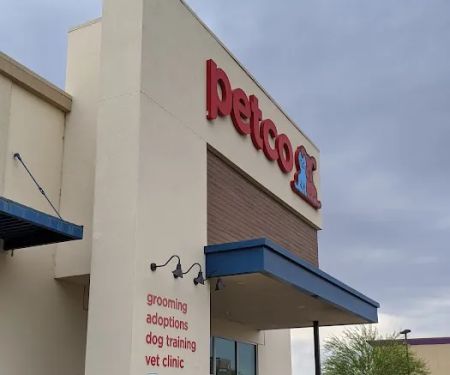 petco
grooming
adoptions
dog training
vet clinic